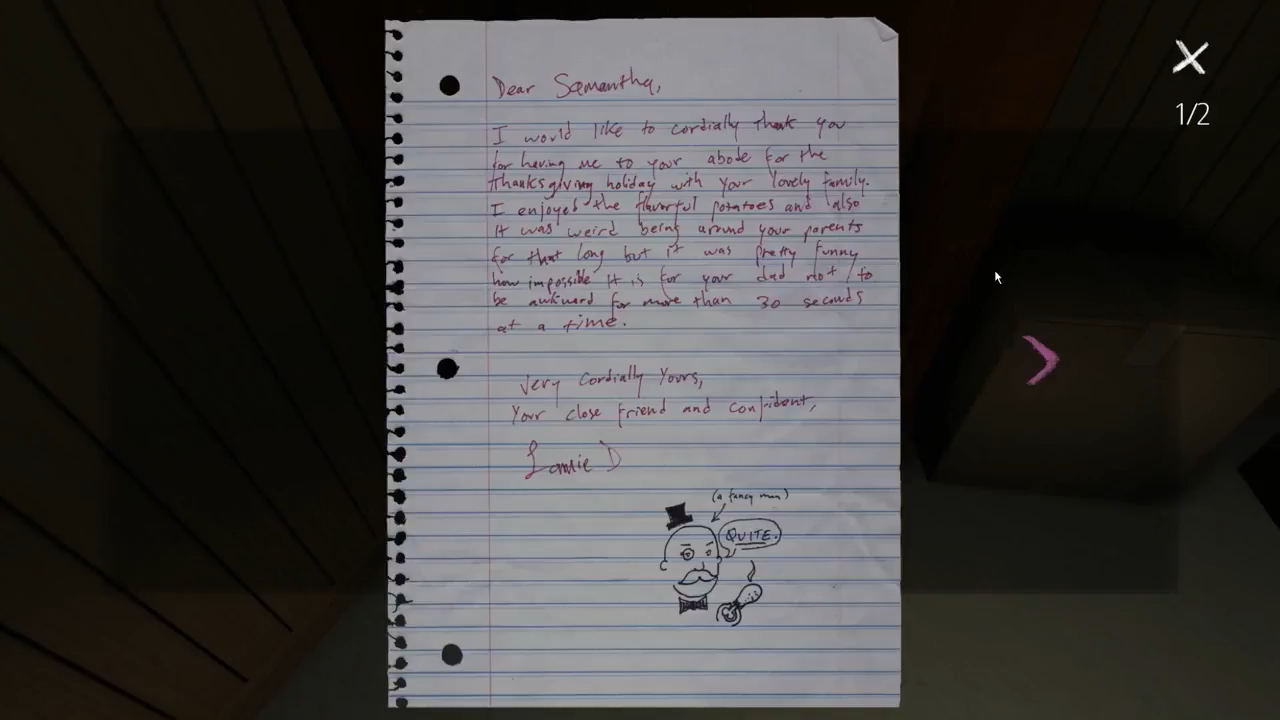 1/2
Dear Samantha,
I would like to cordially thank you
for having me to your abode for the
thanksgiving holiday with your lovely family.
I enjoyed the flavorful potatoes and also
it was weird being around your parents
for that long but it was pretty funny
how impossible it is for your dad not to
be awkward for more than 30 seconds
at a time.
Very Cordially Yours,
Your close friend and confident,
Lonnie D
(a fancy man)
QUITE.